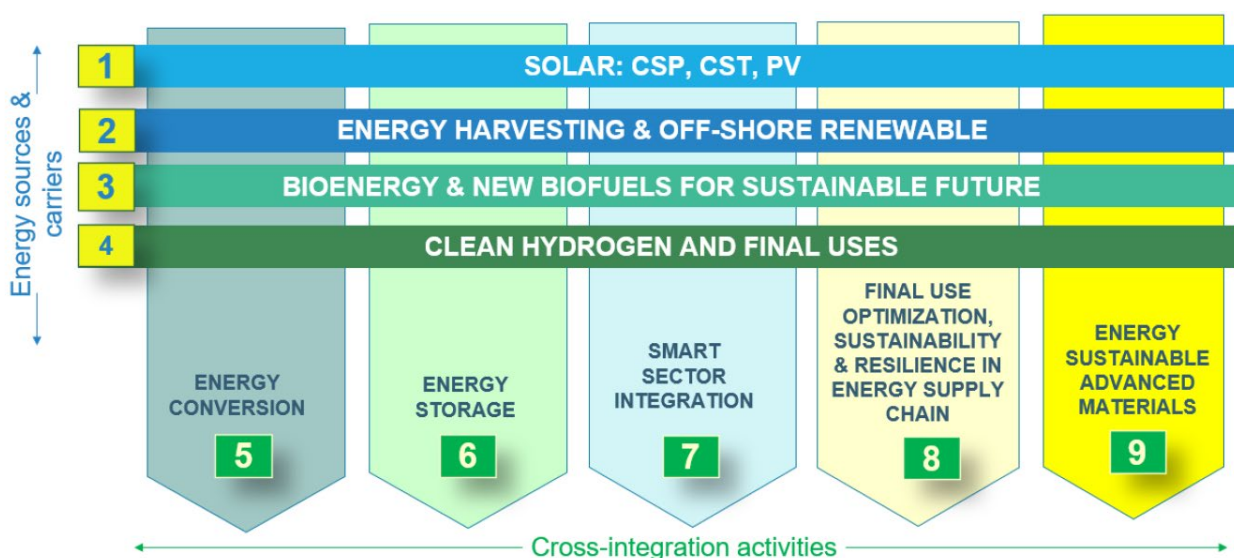 Energy sources &
carriers
1
SOLAR: CSP, CST, PV
2
ENERGY HARVESTING & OFF-SHORE RENEWABLE
3
BIOENERGY & NEW BIOFUELS FOR SUSTAINABLE FUTURE
4
CLEAN HYDROGEN AND FINAL USES
ENERGY
CONVERSION
5
ENERGY
STORAGE
6
SMART
SECTOR
INTEGRATION
7
FINAL USE
OPTIMIZATION,
SUSTAINABILITY
& RESILIENCE IN
ENERGY SUPPLY
CHAIN
8
ENERGY
SUSTAINABLE
ADVANCED
MATERIALS
9
Cross-integration activities